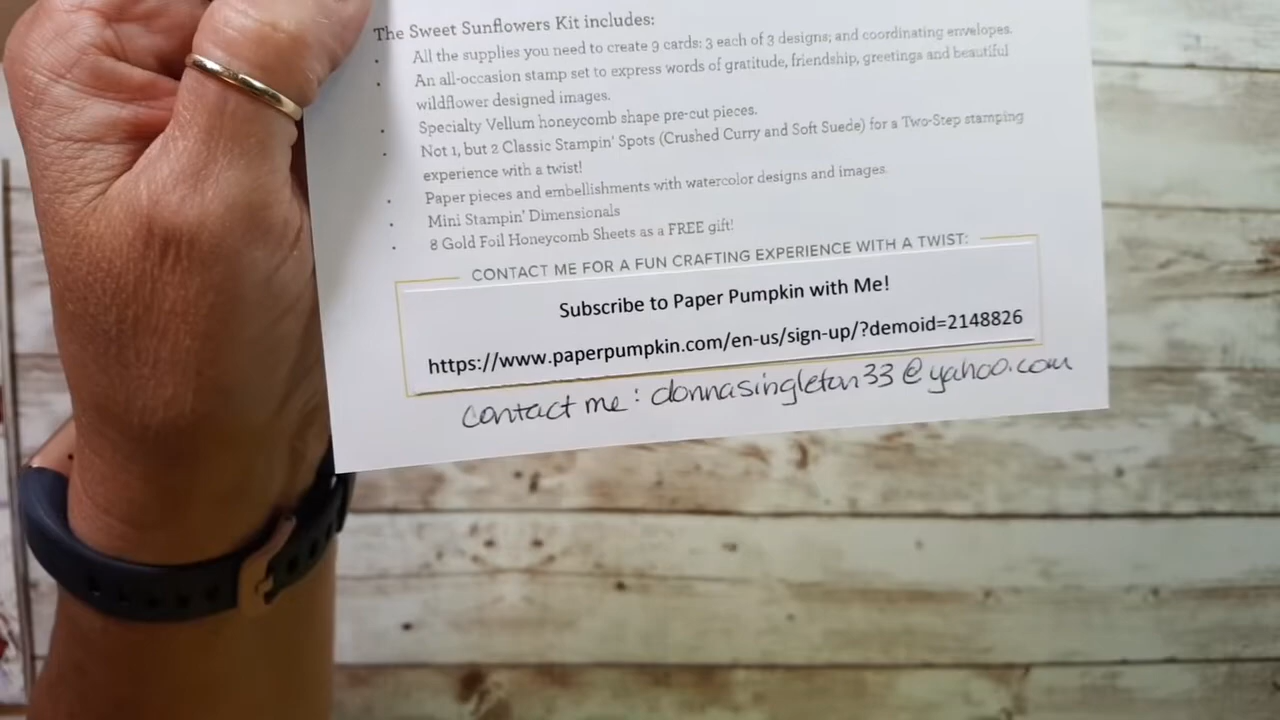 The Sweet Sunflowers Kit includes:
• All the supplies you need to create 9 cards: 3 each of 3 designs; and coordinating envelopes.
• An all-occasion stamp set to express words of gratitude, friendship, greetings and beautiful
wildflower designed images.
• Specialty Vellum honeycomb shape pre-cut pieces.
• Not 1, but 2 Classic Stampin' Spots (Crushed Curry and Soft Suede) for a Two-Step stamping
experience with a twist!
• Paper pieces and embellishments with watercolor designs and images.
• Mini Stampin' Dimensionals
• 8 Gold Foil Honeycomb Sheets as a FREE gift!
CONTACT ME FOR A FUN CRAFTING EXPERIENCE WITH A TWIST:
Subscribe to Paper Pumpkin with Me!
https://www.paperpumpkin.com/en-us/sign-up/?demoid=2148826
contact me: donnasingleton33@yahoo.com